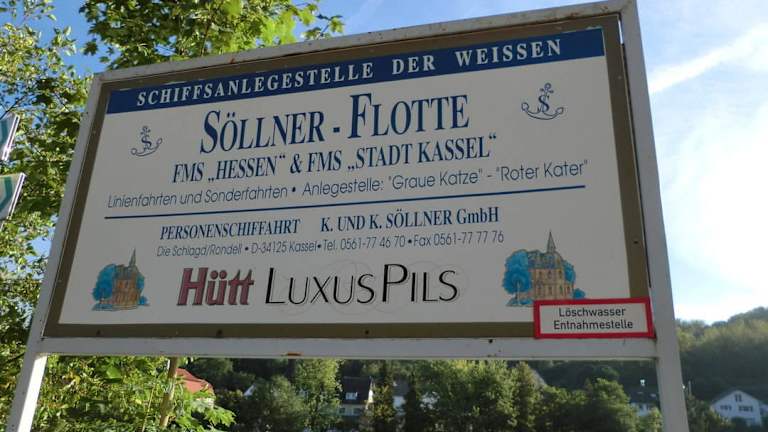 SCHIFFSANLEGESTELLE DER WEISSEN
SÖLLNER - FLOTTE
FMS „HESSEN“ & FMS „STADT KASSEL“
Linienfahrten und Sonderfahrten • Anlegestelle: "Graue Katze" - "Roter Kater"
PERSONENSCHIFFAHRT K. UND K. SÖLLNER GmbH
Die Schlagd/Rondell • D-34125 Kassel • Tel. 0561-77 46 70 • Fax 0561-77 77 76
Hütt LUXUSPILS
Löschwasser
Entnahmestelle